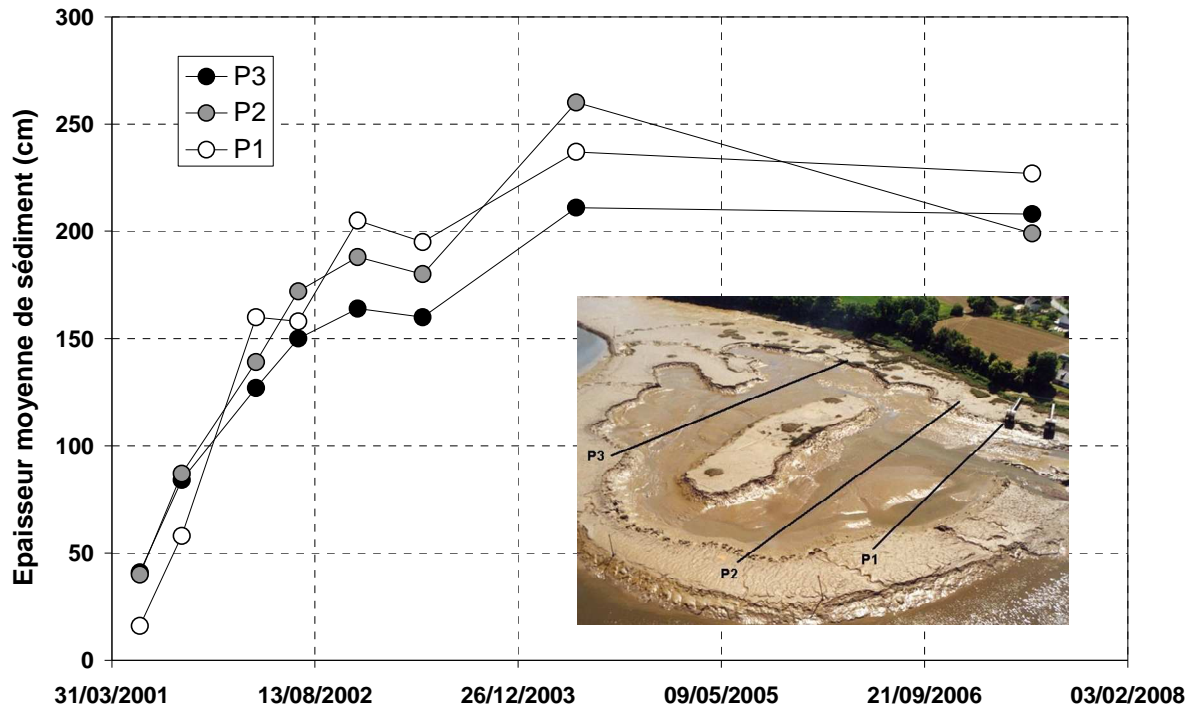 300
250
200
150
100
50
0
Epaisseur moyenne de sédiment (cm)
P3
P2
P1
P3
P2
P1
31/03/2001 13/08/2002 26/12/2003 09/05/2005 21/09/2006 03/02/2008